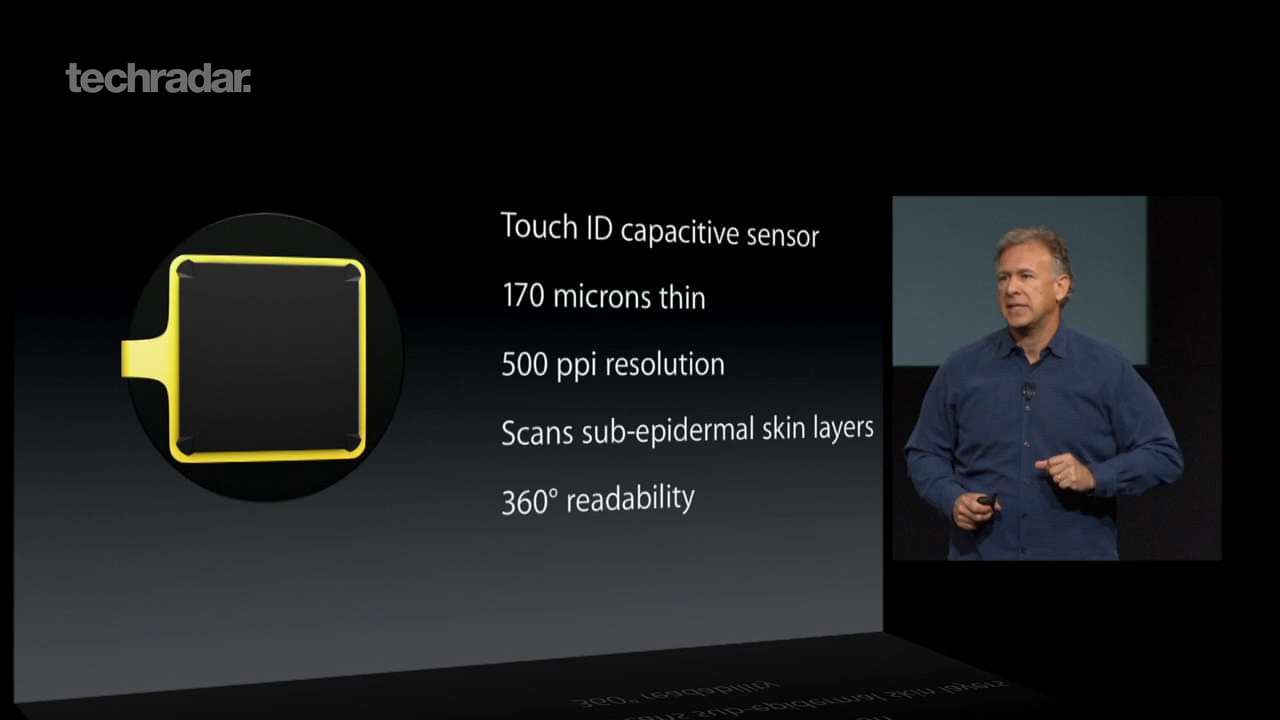 techradar.
Touch ID capacitive sensor
170 microns thin
500 ppi resolution
Scans sub-epidermal skin layers
360° readability